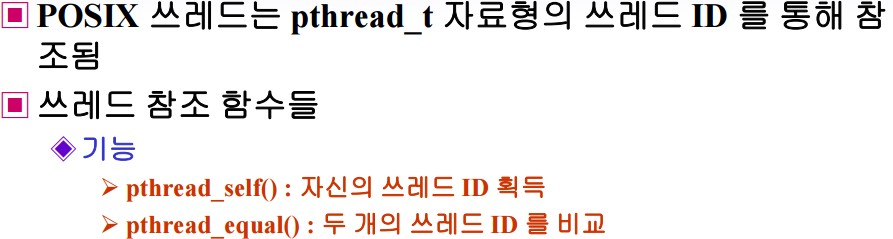 POSIX 쓰레드는 pthread_t 자료형의 쓰레드 ID 를 통해 참
조됨
쓰레드 참조 함수들
기능
pthread_self() : 자신의 쓰레드 ID 획득
pthread_equal() : 두 개의 쓰레드 ID 를 비교